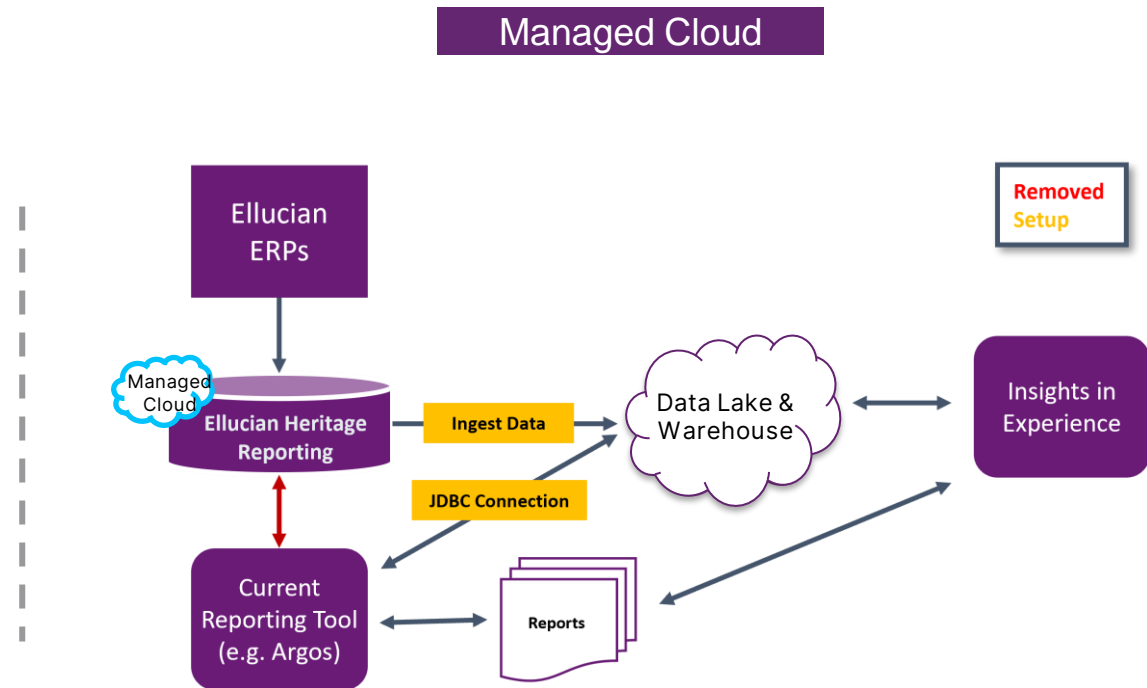 Managed Cloud
Ellucian
ERPs
Removed
Setup
Managed
Cloud
Ellucian Heritage
Reporting
Ingest Data
Data Lake &
Warehouse
Insights in
Experience
JDBC Connection
Current
Reporting Tool
(e.g. Argos)
Reports